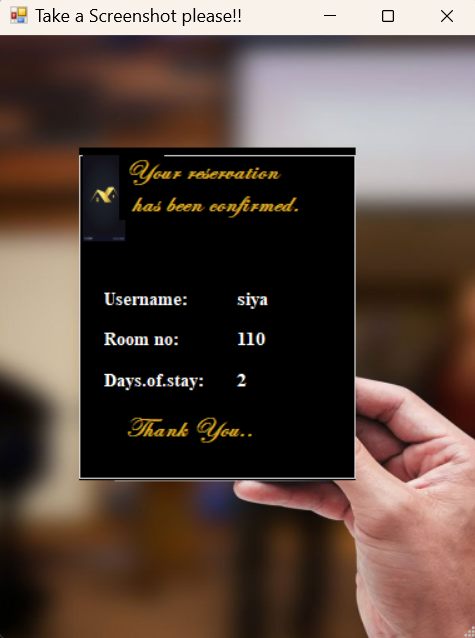 Take a Screenshot please!!
Your reservation
has been confirmed.
Username: siya
Room no: 110
Days.of.stay: 2
Thank You..